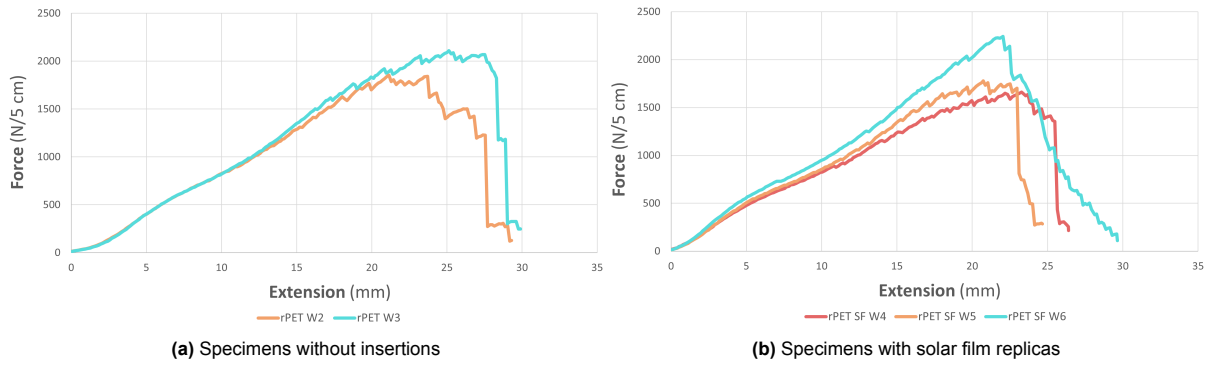 2500
2000
1500
1000
500
0
Force (N/5 cm)
0 5 10 15 20 25 30 35
Extension (mm)
rPET W2 rPET W3
(a) Specimens without insertions
2500
2000
1500
1000
500
0
Force (N/5 cm)
0 5 10 15 20 25 30 35
Extension (mm)
rPET SF W4 rPET SF W5 rPET SF W6
(b) Specimens with solar film replicas